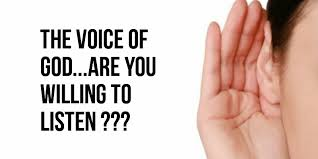 THE VOICE OF
GOD...ARE YOU
WILLING TO
LISTEN ???